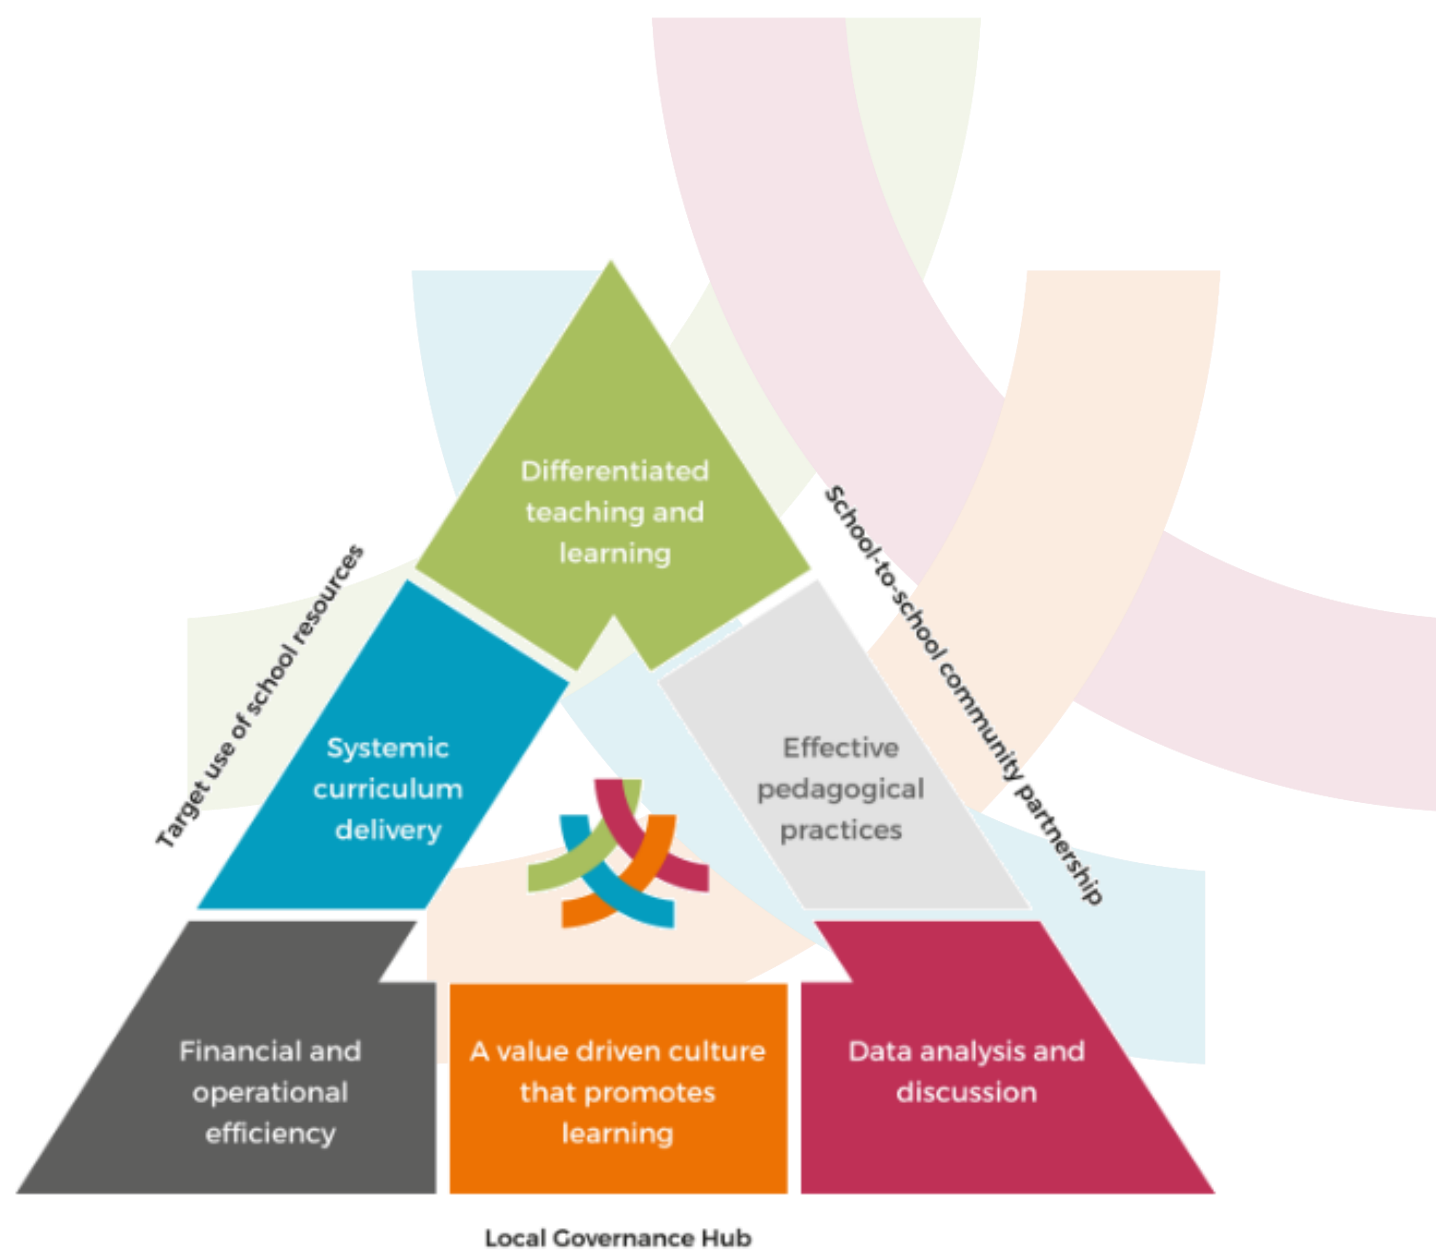 Differentiated
teaching and
learning
Target use of school resources
School-to-school community partnership
Systemic
curriculum
delivery
Effective
pedagogical
practices
Financial and
operational
efficiency
A value driven culture
that promotes
learning
Data analysis and
discussion
Local Governance Hub